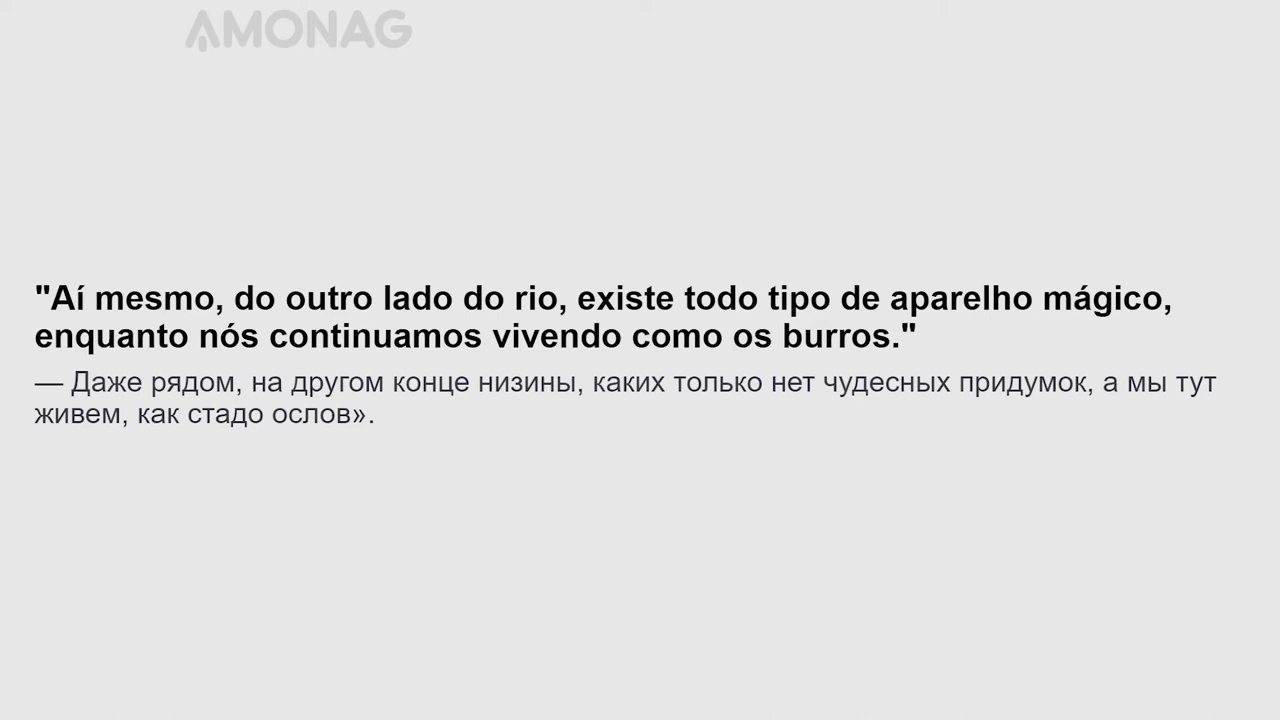 AMONAG
"Aí mesmo, do outro lado do rio, existe todo tipo de aparelho mágico,
enquanto nós continuamos vivendo como os burros."
— Даже рядом, на другом конце низины, каких только нет чудесных придумок, а мы тут
живем, как стадо ослов».